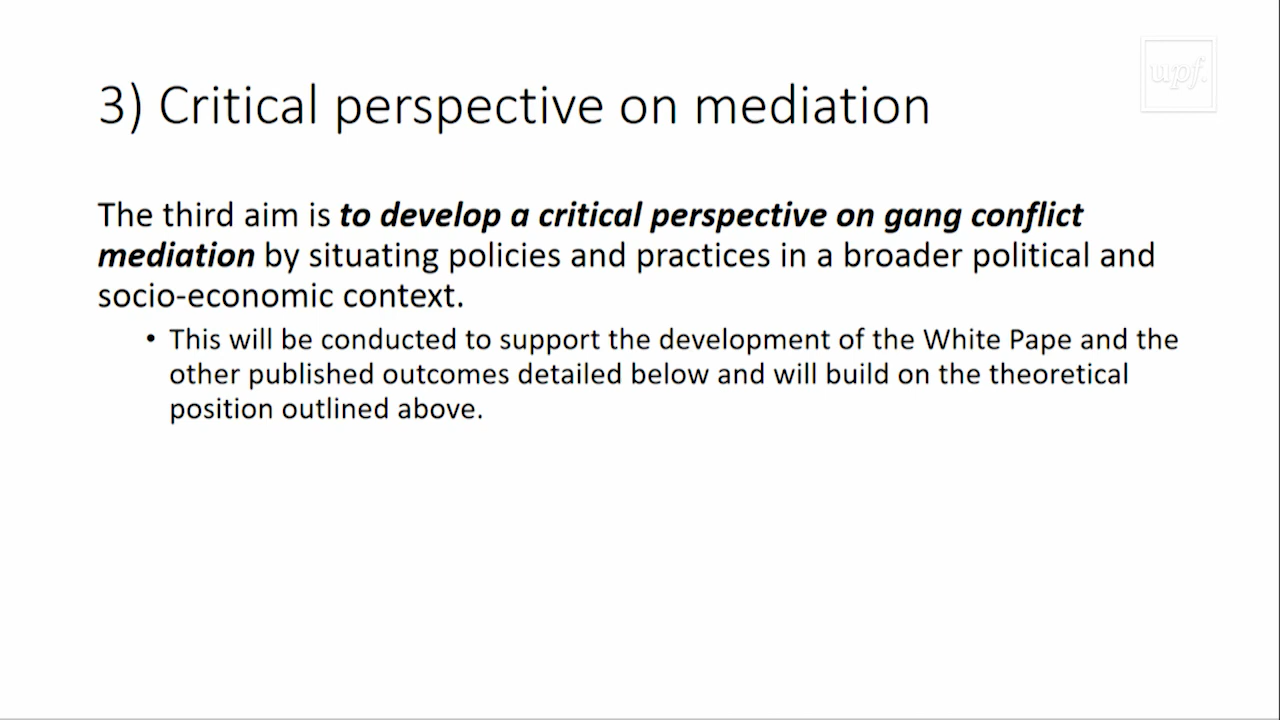 upf.
3) Critical perspective on mediation
The third aim is to develop a critical perspective on gang conflict
mediation by situating policies and practices in a broader political and
socio-economic context.
• This will be conducted to support the development of the White Pape and the
other published outcomes detailed below and will build on the theoretical
position outlined above.